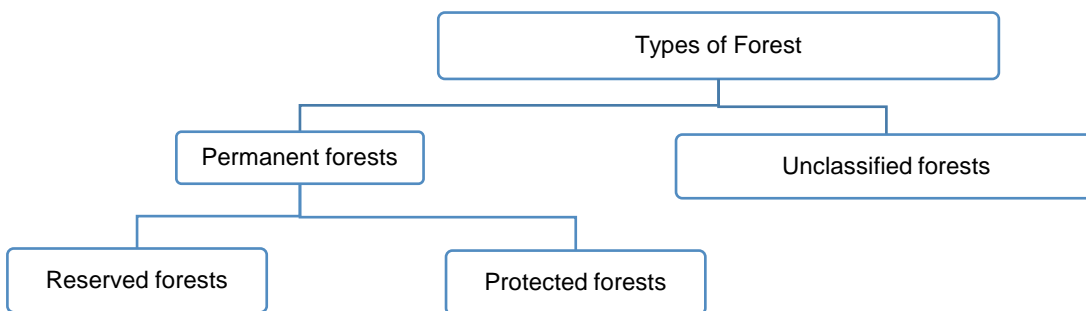 Types of Forest
Permanent forests
Unclassified forests
Reserved forests
Protected forests